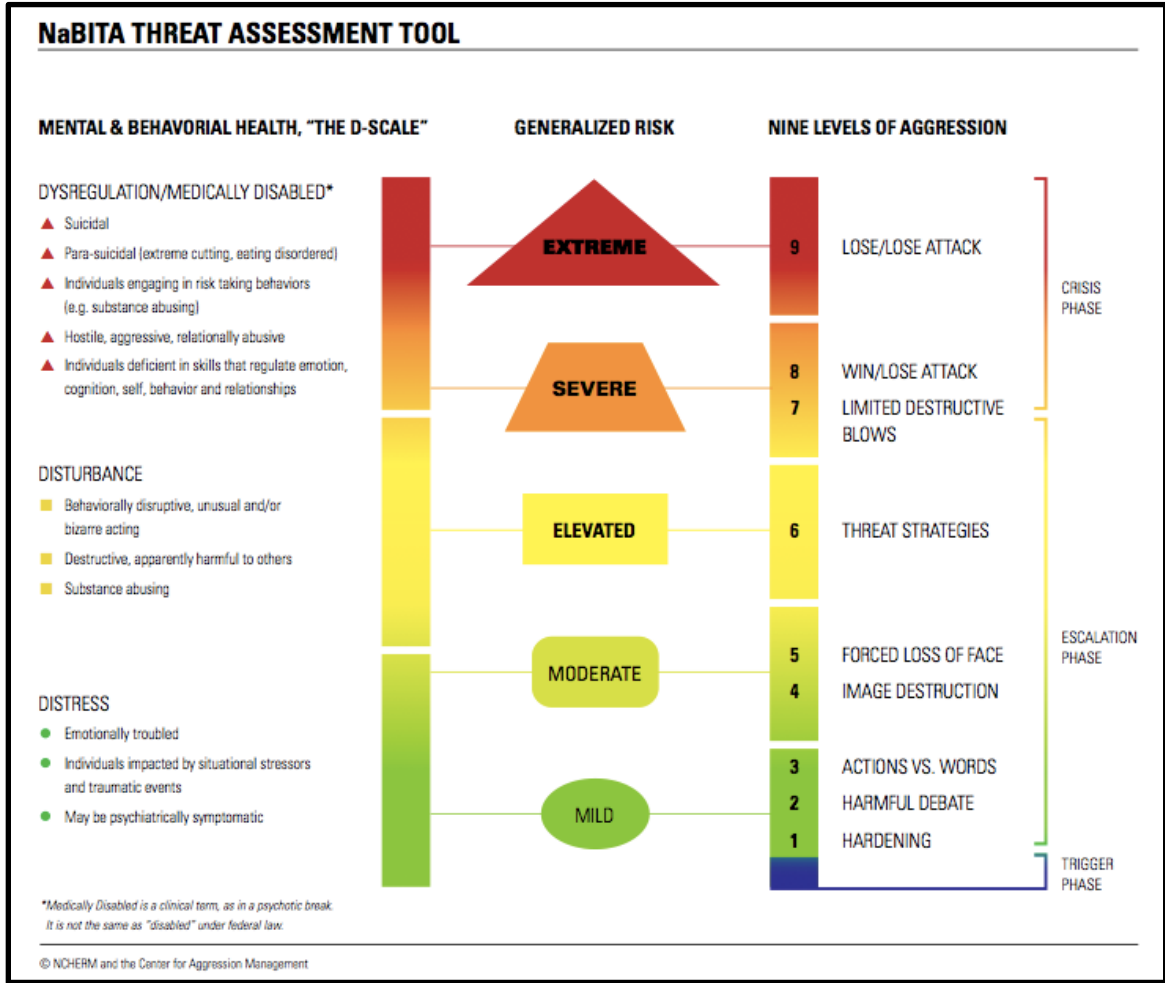 NaBITA THREAT ASSESSMENT TOOL
MENTAL & BEHAVORIAL HEALTH, "THE D-SCALE"
GENERALIZED RISK
NINE LEVELS OF AGGRESSION
DYSREGULATION/MEDICALLY DISABLED*
Suicidal
Para-suicidal (extreme cutting, eating disordered)
Individuals engaging in risk taking behaviors
(e.g. substance abusing)
Hostile, aggressive, relationally abusive
Individuals deficient in skills that regulate emotion,
cognition, self, behavior and relationships
DISTURBANCE
Behaviorally disruptive, unusual and/or
bizarre acting
Destructive, apparently harmful to others
Substance abusing
DISTRESS
Emotionally troubled
Individuals impacted by situational stressors
and traumatic events
May be psychiatrically symptomatic
EXTREME
SEVERE
ELEVATED
MODERATE
MILD
9 LOSE/LOSE ATTACK
8 WIN/LOSE ATTACK
7 LIMITED DESTRUCTIVE
BLOWS
6 THREAT STRATEGIES
5 FORCED LOSS OF FACE
4 IMAGE DESTRUCTION
3 ACTIONS VS. WORDS
2 HARMFUL DEBATE
1 HARDENING
CRISIS
PHASE
ESCALATION
PHASE
TRIGGER
PHASE
*Medically Disabled is a clinical term, as in a psychotic break.
It is not the same as "disabled" under federal law.
© NCHERM and the Center for Aggression Management